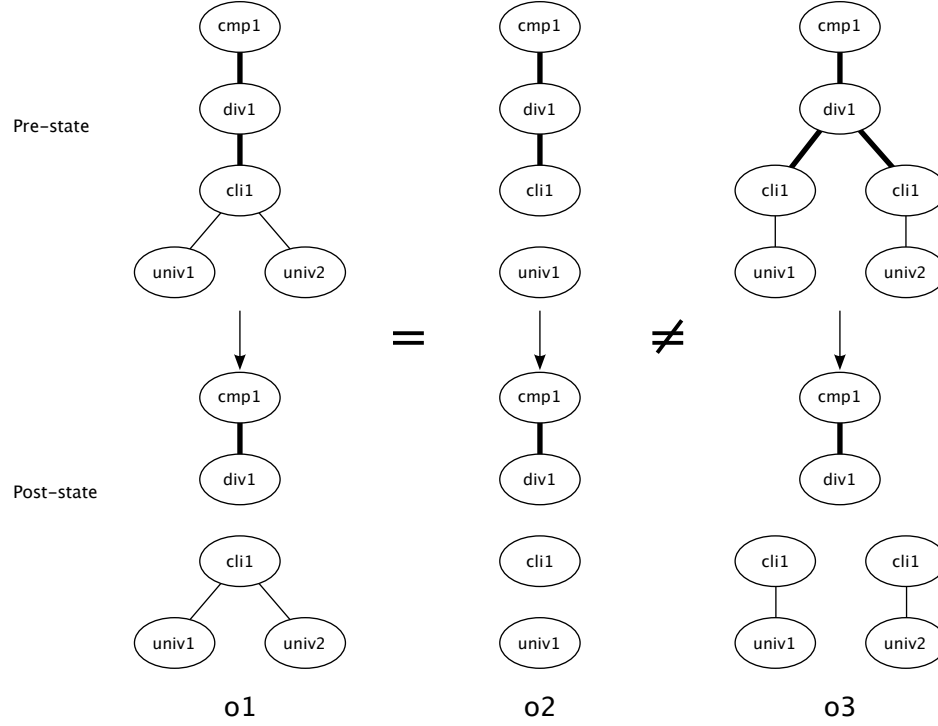 cmp1 cmp1 cmp1
Pre-state div1 div1 div1
cli1 cli1 cli1 cli1
univ1 univ2 univ1 univ1 univ2
= ≠
cmp1 cmp1 cmp1
Post-state div1 div1 div1
cli1 cli1 cli1 cli1
univ1 univ2 univ1 univ1 univ2
o1 o2 o3